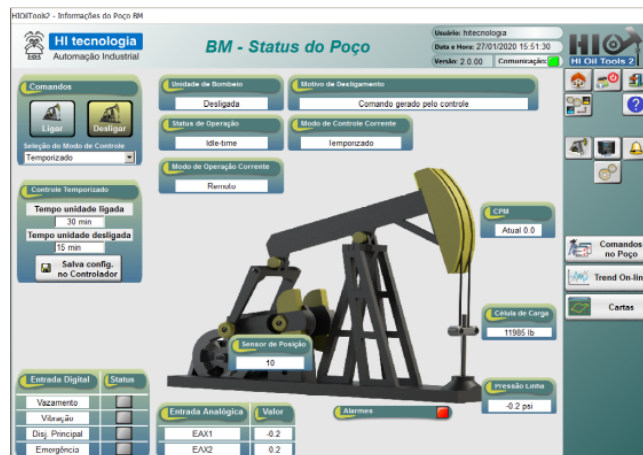 HIOilTools2 - Informações do Poço BM
HI tecnologia
Automação Industrial
BM - Status do Poço
Usuário: hitecnologia
Data e Hora: 27/01/2020 15:51:30
Versão: 2.0.00 Comunicação:
HIO
HI Oil Tools 2
Comandos
Ligar
Desligar
Seleção do Modo de Controle
Temporizado
Unidade de Bombeio
Desligada
Motivo de Desligamento
Comando gerado pelo controle
Status de Operação
Idle-time
Modo de Controle Corrente
Temporizado
Modo de Operação Corrente
Remoto
Controle Temporizado
Tempo unidade ligada
30 min
Tempo unidade desligada
15 min
Salva config.
no Controlador
CPM
Atual 0.0
Célula de Carga
11985 lb
Sensor de Posição
10
Pressão Linha
-0.2 psi
Alarmes
Comandos
no Poço
Trend On-lin
Cartas
Entrada Digital Status
Vazamento
Vibração
Disj. Principal
Emergência
Entrada Analógica Valor
EAX1 -0.2
EAX2 0.2